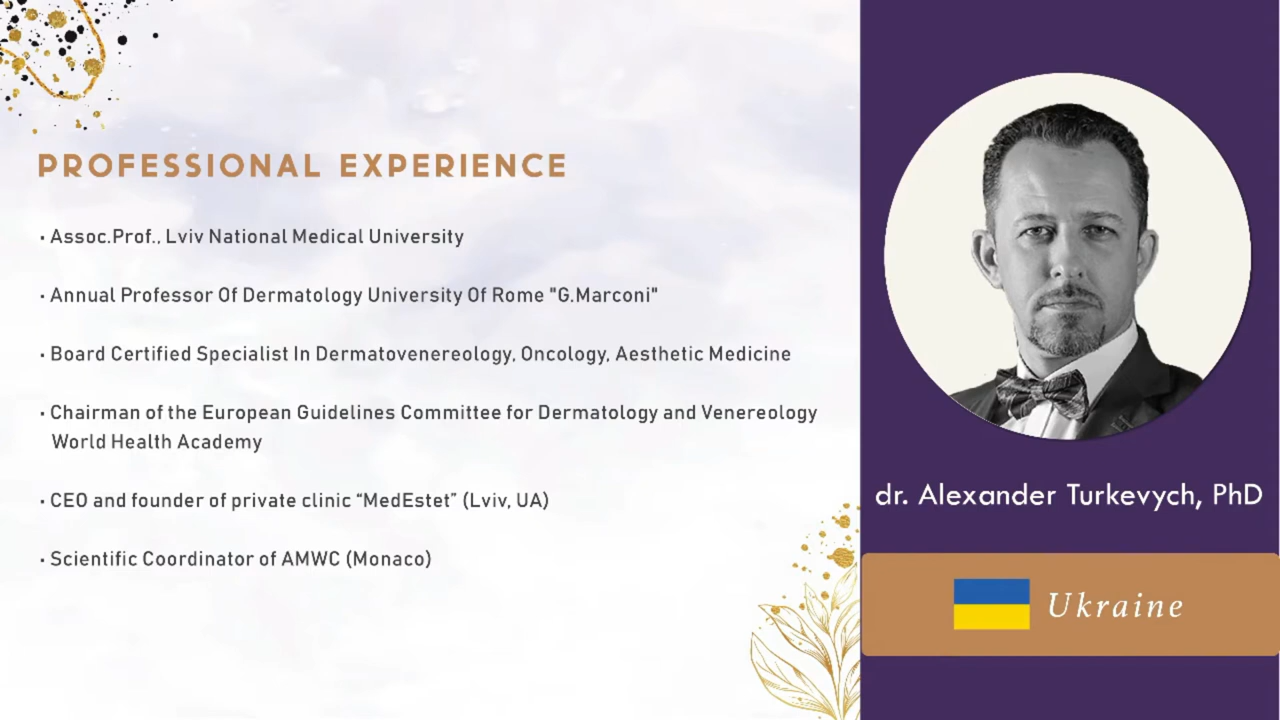 PROFESSIONAL EXPERIENCE
· Assoc.Prof., Lviv National Medical University
· Annual Professor Of Dermatology University Of Rome "G.Marconi"
· Board Certified Specialist In Dermatovenereology, Oncology, Aesthetic Medicine
· Chairman of the European Guidelines Committee for Dermatology and Venereology
World Health Academy
· CEO and founder of private clinic “MedEstet” (Lviv, UA)
· Scientific Coordinator of AMWC (Monaco)
dr. Alexander Turkevych, PhD
Ukraine